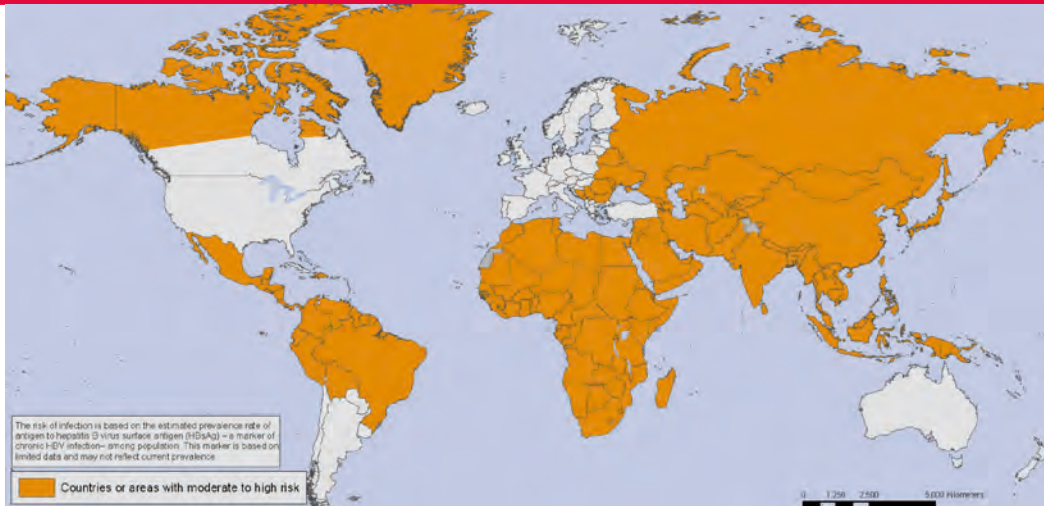 The risk of infection is based on the estimated prevalence rate of
antigen to hepatitis B virus surface antigen (HBsAg) – a marker of
chronic HBV infection– among population. This marker is based on
limited data and may not reflect current prevalence
Countries or areas with moderate to high risk
0 1,250 2,500 5,000 Kilometers